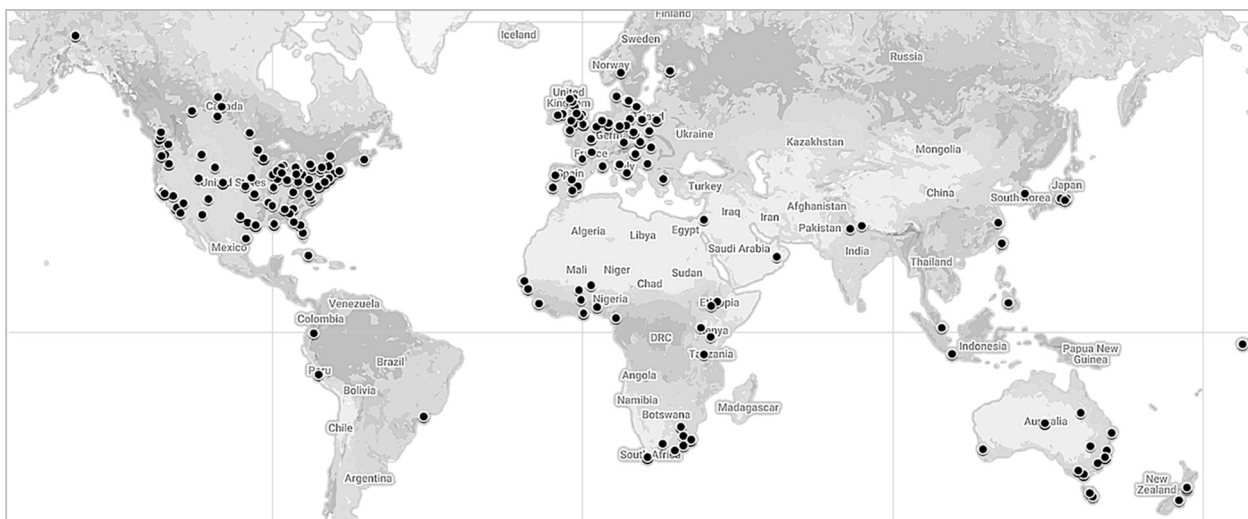 Finland
Iceland
Sweden
Russia
Norway
United
Kingdom
Canada
Ukraine
Kazakhstan
Mongolia
France
Spain
United States
Turkey
China
Japan
South Korea
Afghanistan
Iraq
Iran
Pakistan
Algeria
Libya
Egypt
Saudi Arabia
India
Mexico
Mali
Niger
Chad
Sudan
Thailand
Nigeria
Ethiopia
Venezuela
Colombia
DRC
Kenya
Indonesia
Papua New
Guinea
Tanzania
Brazil
Peru
Angola
Bolivia
Namibia
Botswana
Madagascar
Australia
Chile
South Africa
Argentina
New
Zealand